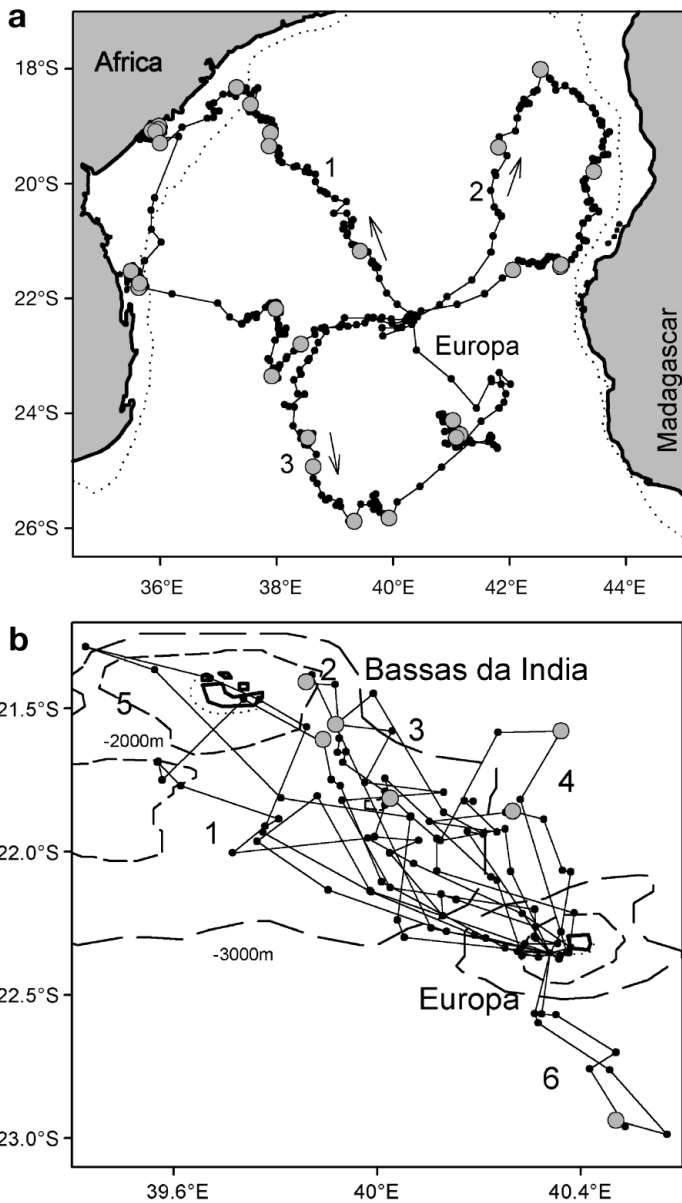 a
Africa
18°S
20°S
22°S
24°S
26°S
1
2
3
Europa
Madagascar
36°E
38°E
40°E
42°E
44°E
b
2
Bassas da India
5
3
21.5°S
-2000m
4
1
22.0°S
-3000m
22.5°S
Europa
6
23.0°S
39.6°E
40°E
40.4°E